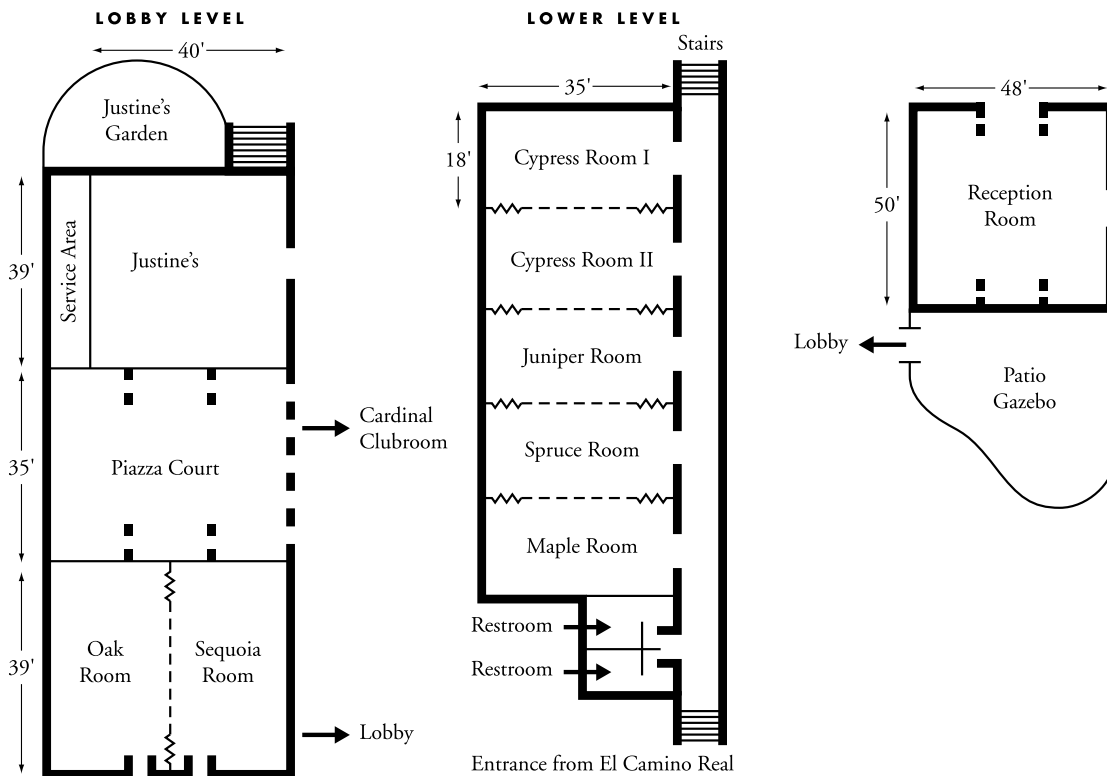 LOBBY LEVEL
40'
Justine's
Garden
39'
Service Area
Justine's
35'
Piazza Court
Cardinal
Clubroom
39'
Oak
Room
Sequoia
Room
Lobby
LOWER LEVEL
Stairs
35'
18'
Cypress Room I
Cypress Room II
Juniper Room
Spruce Room
Maple Room
Restroom
Restroom
Entrance from El Camino Real
48'
50'
Reception
Room
Lobby
Patio
Gazebo